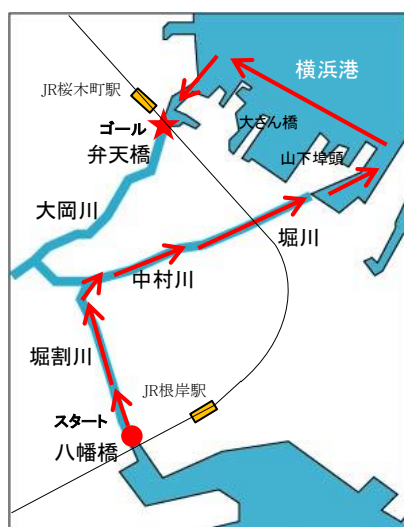 横浜港
JR桜木町駅
大さん橋
ゴール
弁天橋
山下埠頭
大岡川
堀川
中村川
堀割川
JR根岸駅
スタート
八幡橋